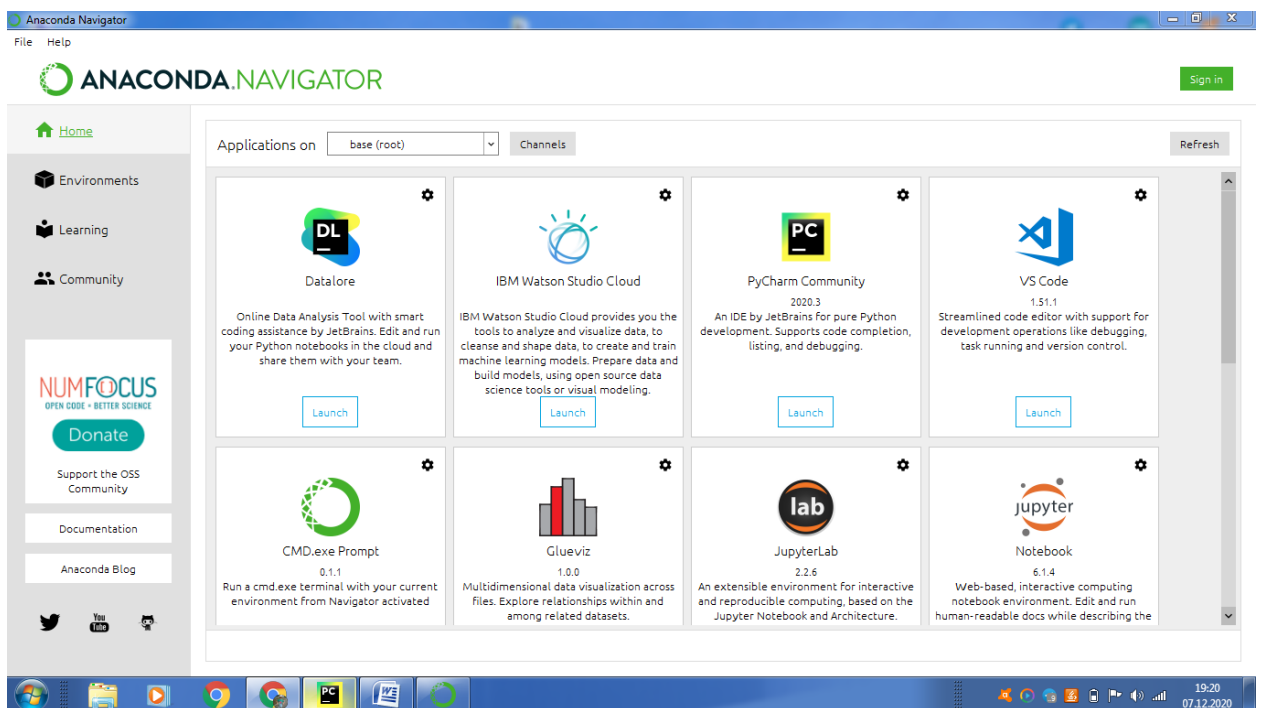 Anaconda Navigator
File Help
ANACONDA.NAVIGATOR
Sign in
Home
Environments
Learning
Community
NUMFOCUS
OPEN CODE = BETTER SCIENCE
Donate
Support the OSS
Community
Documentation
Anaconda Blog
You
Tube
Applications on base (root) Channels Refresh
DL
Datalore
Online Data Analysis Tool with smart
coding assistance by JetBrains. Edit and run
your Python notebooks in the cloud and
share them with your team.
Launch
IBM Watson Studio Cloud
IBM Watson Studio Cloud provides you the
tools to analyze and visualize data, to
cleanse and shape data, to create and train
machine learning models. Prepare data and
build models, using open source data
science tools or visual modeling.
Launch
PC
PyCharm Community
2020.3
An IDE by JetBrains for pure Python
development. Supports code completion,
listing, and debugging.
Launch
VS Code
1.51.1
Streamlined code editor with support for
development operations like debugging,
task running and version control.
Launch
CMD.exe Prompt
0.1.1
Run a cmd.exe terminal with your current
environment from Navigator activated
Glueviz
1.0.0
Multidimensional data visualization across
files. Explore relationships within and
among related datasets.
lab
JupyterLab
2.2.6
An extensible environment for interactive
and reproducible computing, based on the
Jupyter Notebook and Architecture.
jupyter
Notebook
6.1.4
Web-based, interactive computing
notebook environment. Edit and run
human-readable docs while describing the
PC
W
19:20
07.12.2020